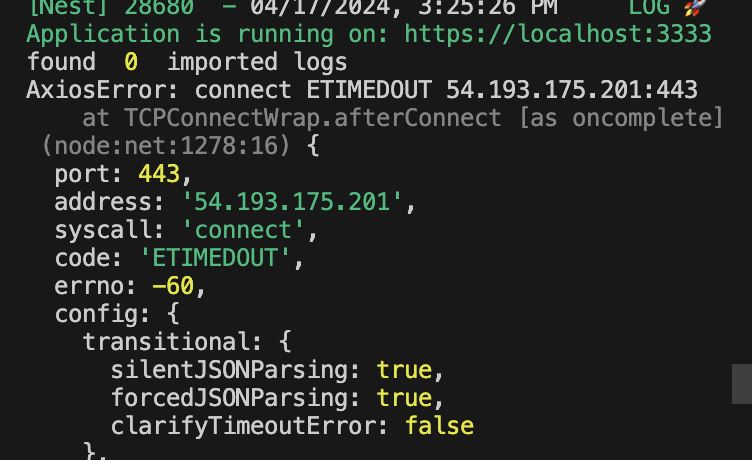 [Nest] 28680  - 04/17/2024, 3:25:26 PM     LOG 🚀
Application is running on: https://localhost:3333
found  0  imported logs
AxiosError: connect ETIMEDOUT 54.193.175.201:443
    at TCPConnectWrap.afterConnect [as oncomplete]
 (node:net:1278:16) {
  port: 443,
  address: '54.193.175.201',
  syscall: 'connect',
  code: 'ETIMEDOUT',
  errno: -60,
  config: {
    transitional: {
      silentJSONParsing: true,
      forcedJSONParsing: true,
      clarifyTimeoutError: false
    },